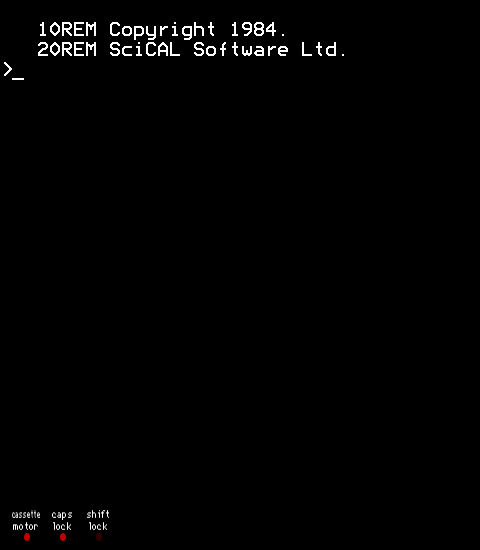 10REM Copyright 1984.
20REM SciCAL Software Ltd.
>_
cassette motor
caps lock
shift lock